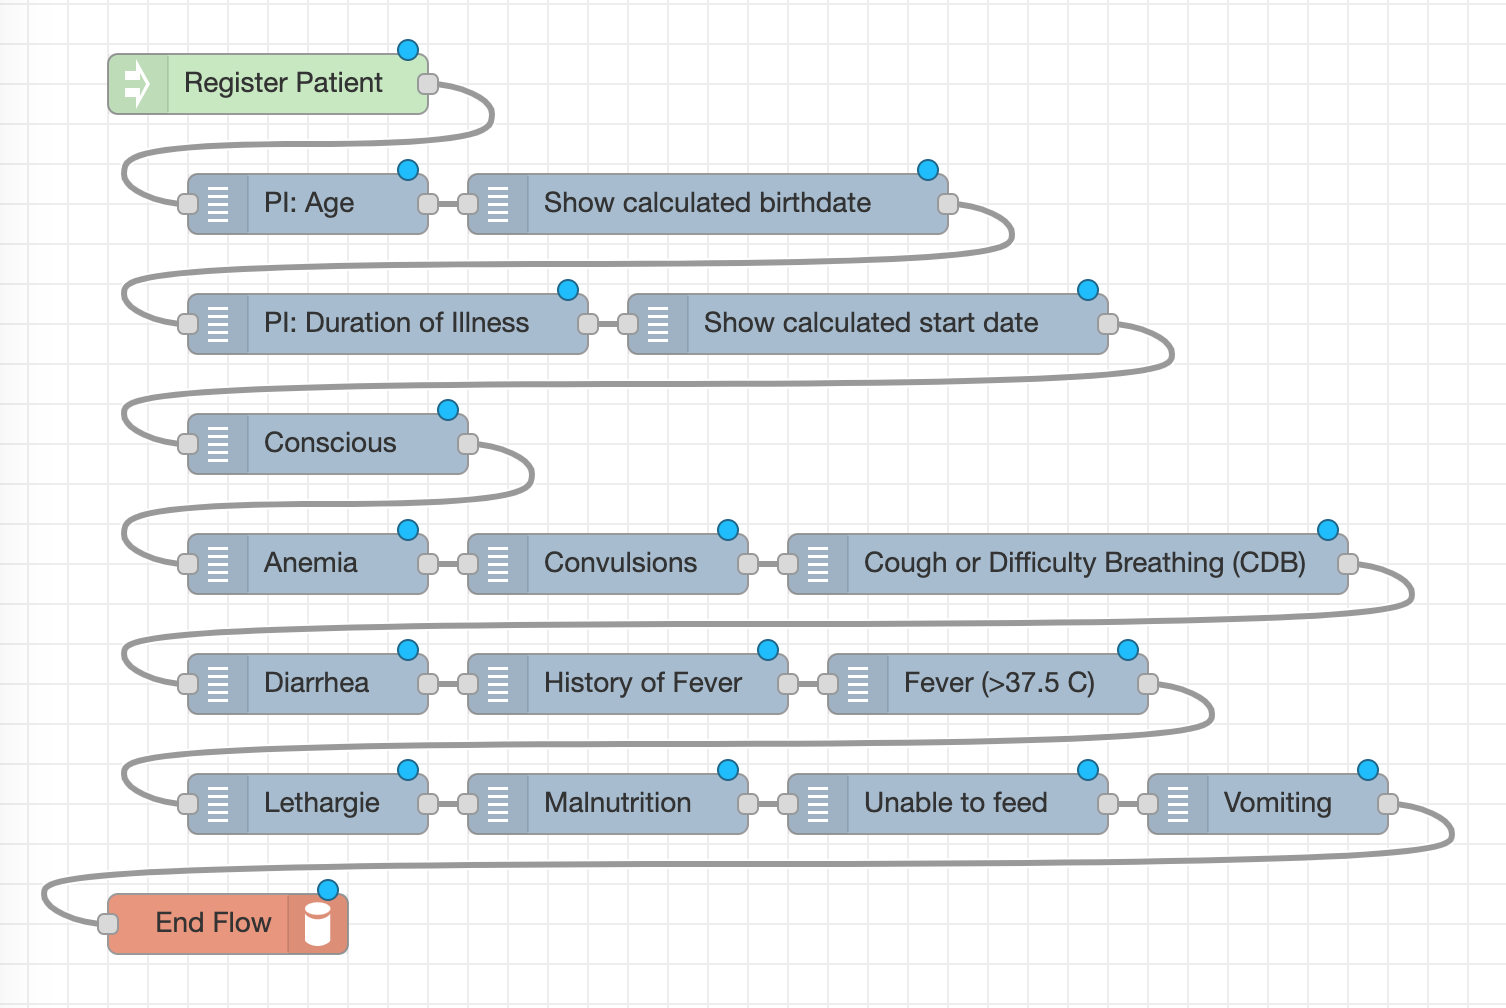 Register Patient
PI: Age
Show calculated birthdate
PI: Duration of Illness
Show calculated start date
Conscious
Anemia
Convulsions
Cough or Difficulty Breathing (CDB)
Diarrhea
History of Fever
Fever (>37.5 C)
Lethargie
Malnutrition
Unable to feed
Vomiting
End Flow